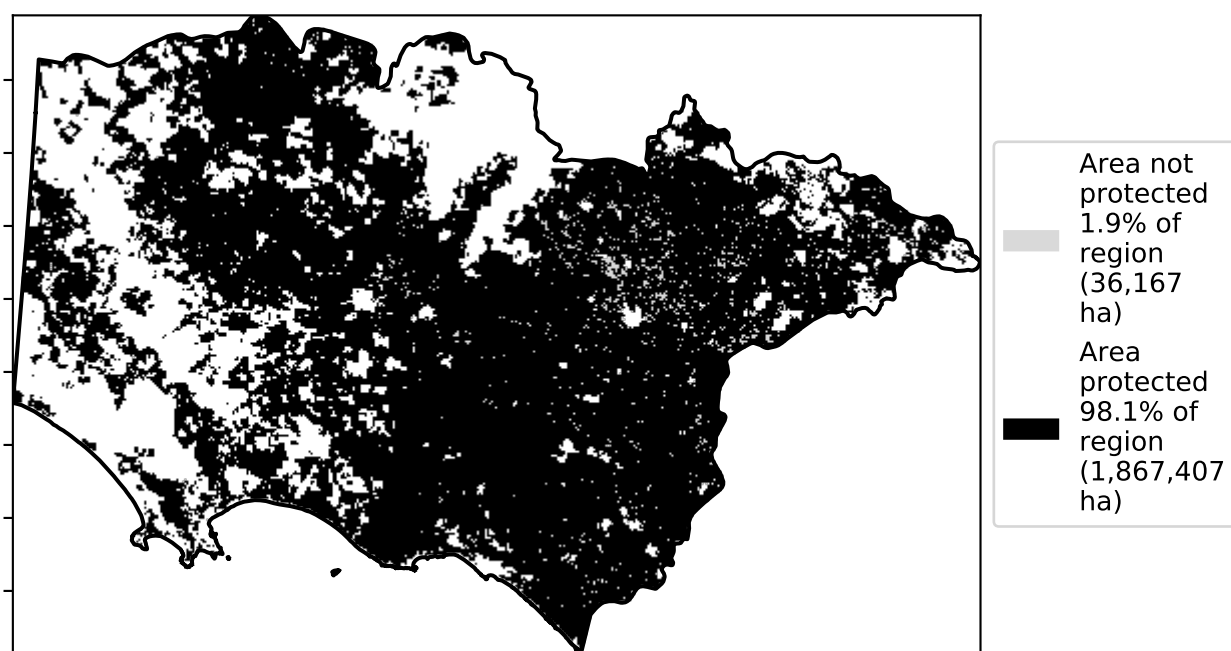 Area not
protected
1.9% of
region
(36,167
ha)
Area
protected
98.1% of
region
(1,867,407
ha)